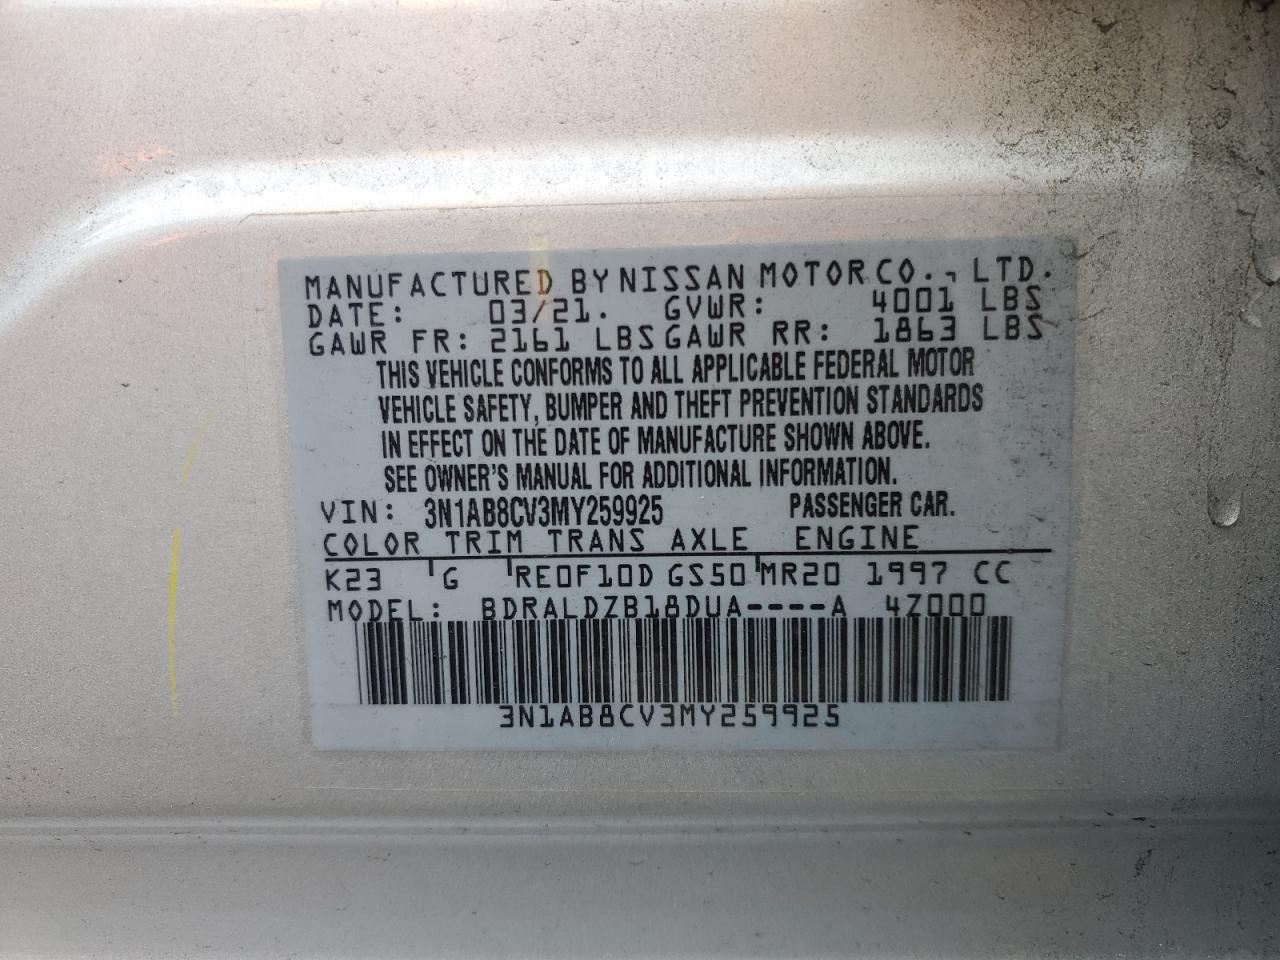 MANUFACTURED BY NISSAN MOTOR CO., LTD.
DATE: 03/21. GVWR: 4001 LBS
GAWR FR: 2161 LBS GAWR RR: 1863 LBS
THIS VEHICLE CONFORMS TO ALL APPLICABLE FEDERAL MOTOR
VEHICLE SAFETY, BUMPER AND THEFT PREVENTION STANDARDS
IN EFFECT ON THE DATE OF MANUFACTURE SHOWN ABOVE.
SEE OWNER'S MANUAL FOR ADDITIONAL INFORMATION.
VIN: 3N1AB8CV3MY259925 PASSENGER CAR.
COLOR TRIM TRANS AXLE ENGINE
K23 G RE0F10D GS50 MR20 1997 CC
MODEL: BDRALDZB18DUA----A 4Z000
3N1AB8CV3MY259925